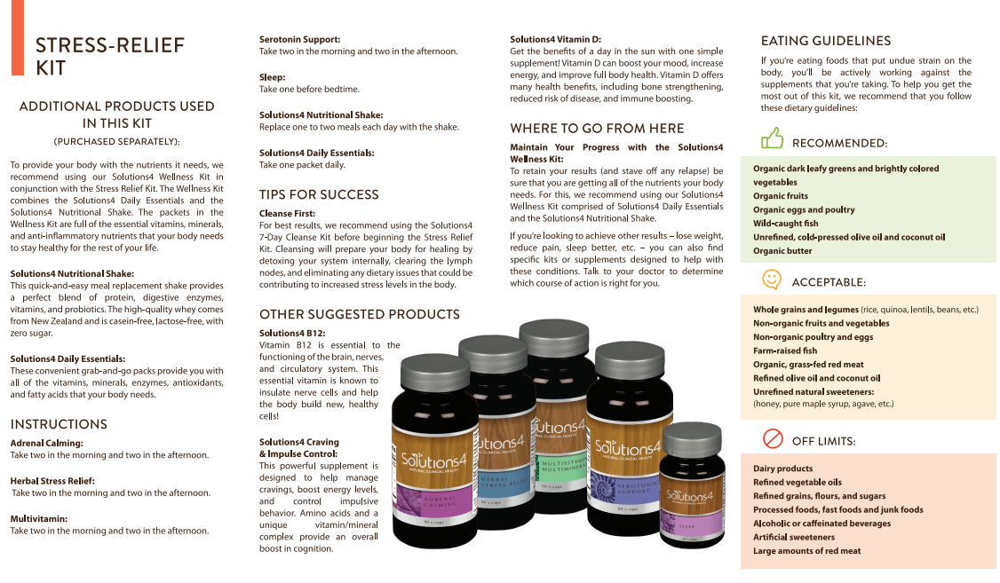 STRESS-RELIEF
KIT
ADDITIONAL PRODUCTS USED
IN THIS KIT
(PURCHASED SEPARATELY):
To provide your body with the nutrients it needs, we
recommend using our Solutions4 Wellness Kit in
conjunction with the Stress Relief Kit. The Wellness Kit
combines the Solutions4 Daily Essentials and the
Solutions4 Nutritional Shake. The packets in the
Wellness Kit are full of the essential vitamins, minerals,
and anti-inflammatory nutrients that your body needs
to stay healthy for the rest of your life.
Solutions4 Nutritional Shake:
This quick-and-easy meal replacement shake provides
a perfect blend of protein, digestive enzymes,
vitamins, and probiotics. The high-quality whey comes
from New Zealand and is casein-free, lactose-free, with
zero sugar.
Solutions4 Daily Essentials:
These convenient grab-and-go packs provide you with
all of the vitamins, minerals, enzymes, antioxidants,
and fatty acids that your body needs.
INSTRUCTIONS
Adrenal Calming:
Take two in the morning and two in the afternoon.
Herbal Stress Relief:
Take two in the morning and two in the afternoon.
Multivitamin:
Take two in the morning and two in the afternoon.
Serotonin Support:
Take two in the morning and two in the afternoon.
Sleep:
Take one before bedtime.
Solutions4 Nutritional Shake:
Replace one to two meals each day with the shake.
Solutions4 Daily Essentials:
Take one packet daily.
TIPS FOR SUCCESS
Cleanse First:
For best results, we recommend using the Solutions4
7-Day Cleanse Kit before beginning the Stress Relief
Kit. Cleansing will prepare your body for healing by
detoxing your system internally, clearing the lymph
nodes, and eliminating any dietary issues that could be
contributing to increased stress levels in the body.
OTHER SUGGESTED PRODUCTS
Solutions4 B12:
Vitamin B12 is essential to the
functioning of the brain, nerves,
and circulatory system. This
essential vitamin is known to
insulate nerve cells and help
the body build new, healthy
cells!
Solutions4 Craving
& Impulse Control:
This powerful supplement is
designed to help manage
cravings, boost energy levels,
and control impulsive
behavior. Amino acids and a
unique vitamin/mineral
complex provide an overall
boost in cognition.
Solutions4 Vitamin D:
Get the benefits of a day in the sun with one simple
supplement! Vitamin D can boost your mood, increase
energy, and improve full body health. Vitamin D offers
many health benefits, including bone strengthening,
reduced risk of disease, and immune boosting.
WHERE TO GO FROM HERE
Maintain Your Progress with the Solutions4
Wellness Kit:
To retain your results (and stave off any relapse) be
sure that you are getting all of the nutrients your body
needs. For this, we recommend using our Solutions4
Wellness Kit comprised of Solutions4 Daily Essentials
and the Solutions4 Nutritional Shake.
If you're looking to achieve other results – lose weight,
reduce pain, sleep better, etc. – you can also find
specific kits or supplements designed to help with
these conditions. Talk to your doctor to determine
which course of action is right for you.
Solutions4
NATURAL CLINICAL HEALTH
ADRENAL
CALMING
90 v-caps
utions4
CLINICAL HEALTH
HERBAL
STRESS RELIEF
90 v-caps
olutions4
NATURAL CLINICAL HEALTH
MULTIVITAMIN
MULTIMINERAL
Solutions4
NATURAL CLINICAL HEALTH
SEROTONIN
SUPPORT
60 v-caps
Solutions4
NATURAL CLINICAL HEALTH
SLEEP
EATING GUIDELINES
If you're eating foods that put undue strain on the
body, you'll be actively working against the
supplements that you're taking. To help you get the
most out of this kit, we recommend that you follow
these dietary guidelines:
RECOMMENDED:
Organic dark leafy greens and brightly colored
vegetables
Organic fruits
Organic eggs and poultry
Wild-caught fish
Unrefined, cold-pressed olive oil and coconut oil
Organic butter
ACCEPTABLE:
Whole grains and legumes (rice, quinoa, lentils, beans, etc.)
Non-organic fruits and vegetables
Non-organic poultry and eggs
Farm-raised fish
Organic, grass-fed red meat
Refined olive oil and coconut oil
Unrefined natural sweeteners:
(honey, pure maple syrup, agave, etc.)
OFF LIMITS:
Dairy products
Refined vegetable oils
Refined grains, flours, and sugars
Processed foods, fast foods and junk foods
Alcoholic or caffeinated beverages
Artificial sweeteners
Large amounts of red meat